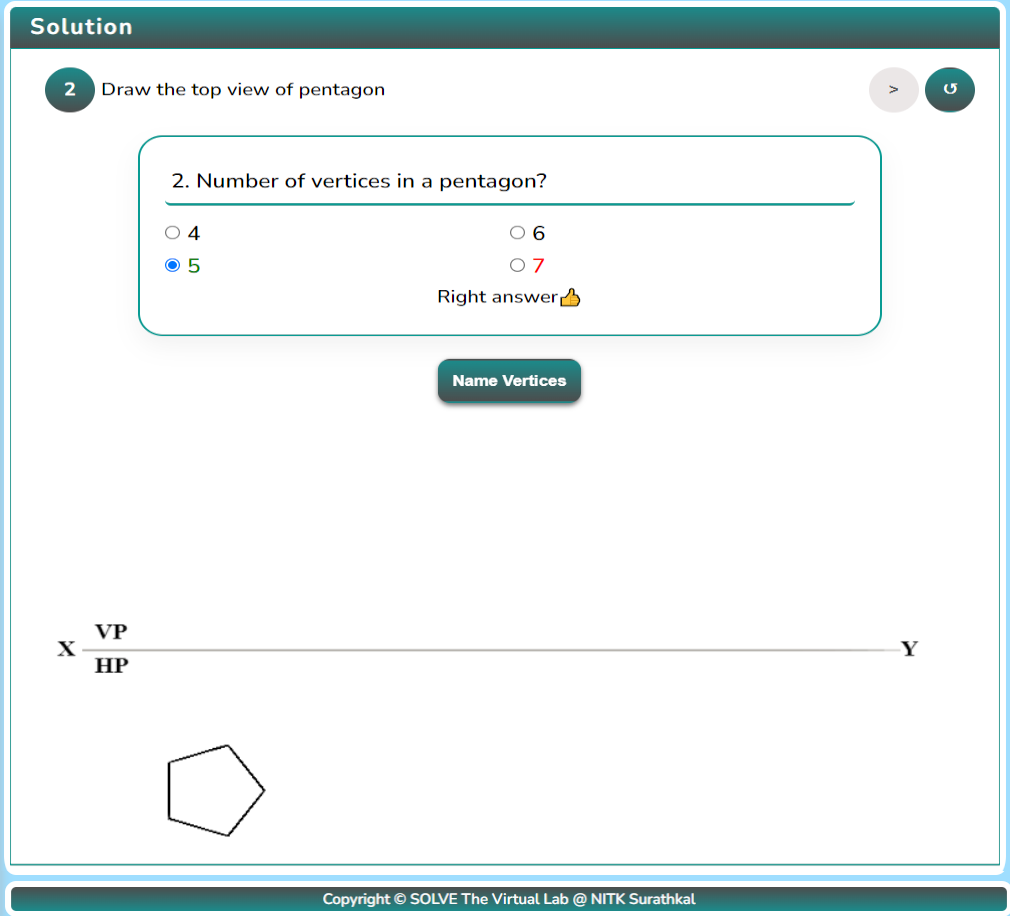 Solution
2 Draw the top view of pentagon > ↺
2. Number of vertices in a pentagon?
4 6
5 7
Right answer👍
Name Vertices
VP
X Y
HP
Copyright © SOLVE The Virtual Lab @ NITK Surathkal